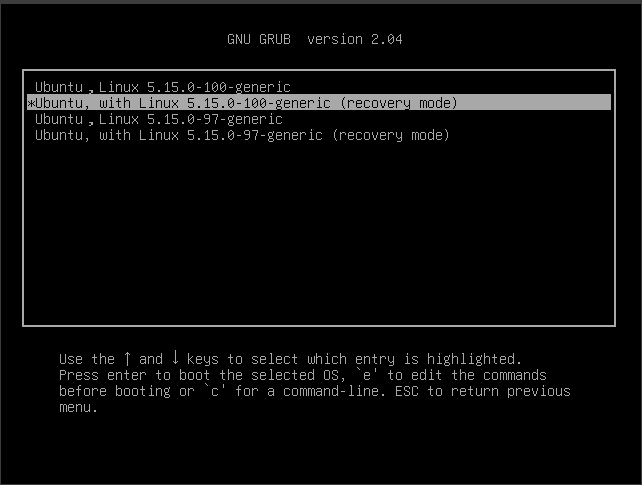 GNU GRUB version 2.04
Ubuntu, Linux 5.15.0-100-generic
*Ubuntu, with Linux 5.15.0-100-generic (recovery mode)
Ubuntu, Linux 5.15.0-97-generic
Ubuntu, with Linux 5.15.0-97-generic (recovery mode)
Use the ↑ and ↓ keys to select which entry is highlighted.
Press enter to boot the selected OS, `e' to edit the commands
before booting or `c' for a command-line. ESC to return previous
menu.